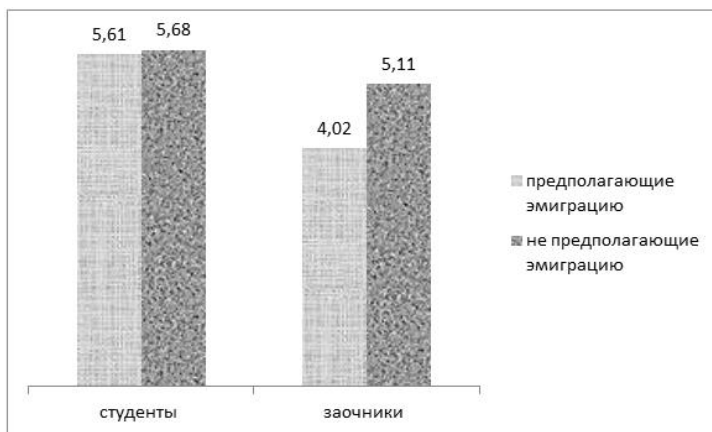 5,61
5,68
4,02
5,11
студенты
заочники
предполагающие
эмиграцию
не предполагающие
эмиграцию